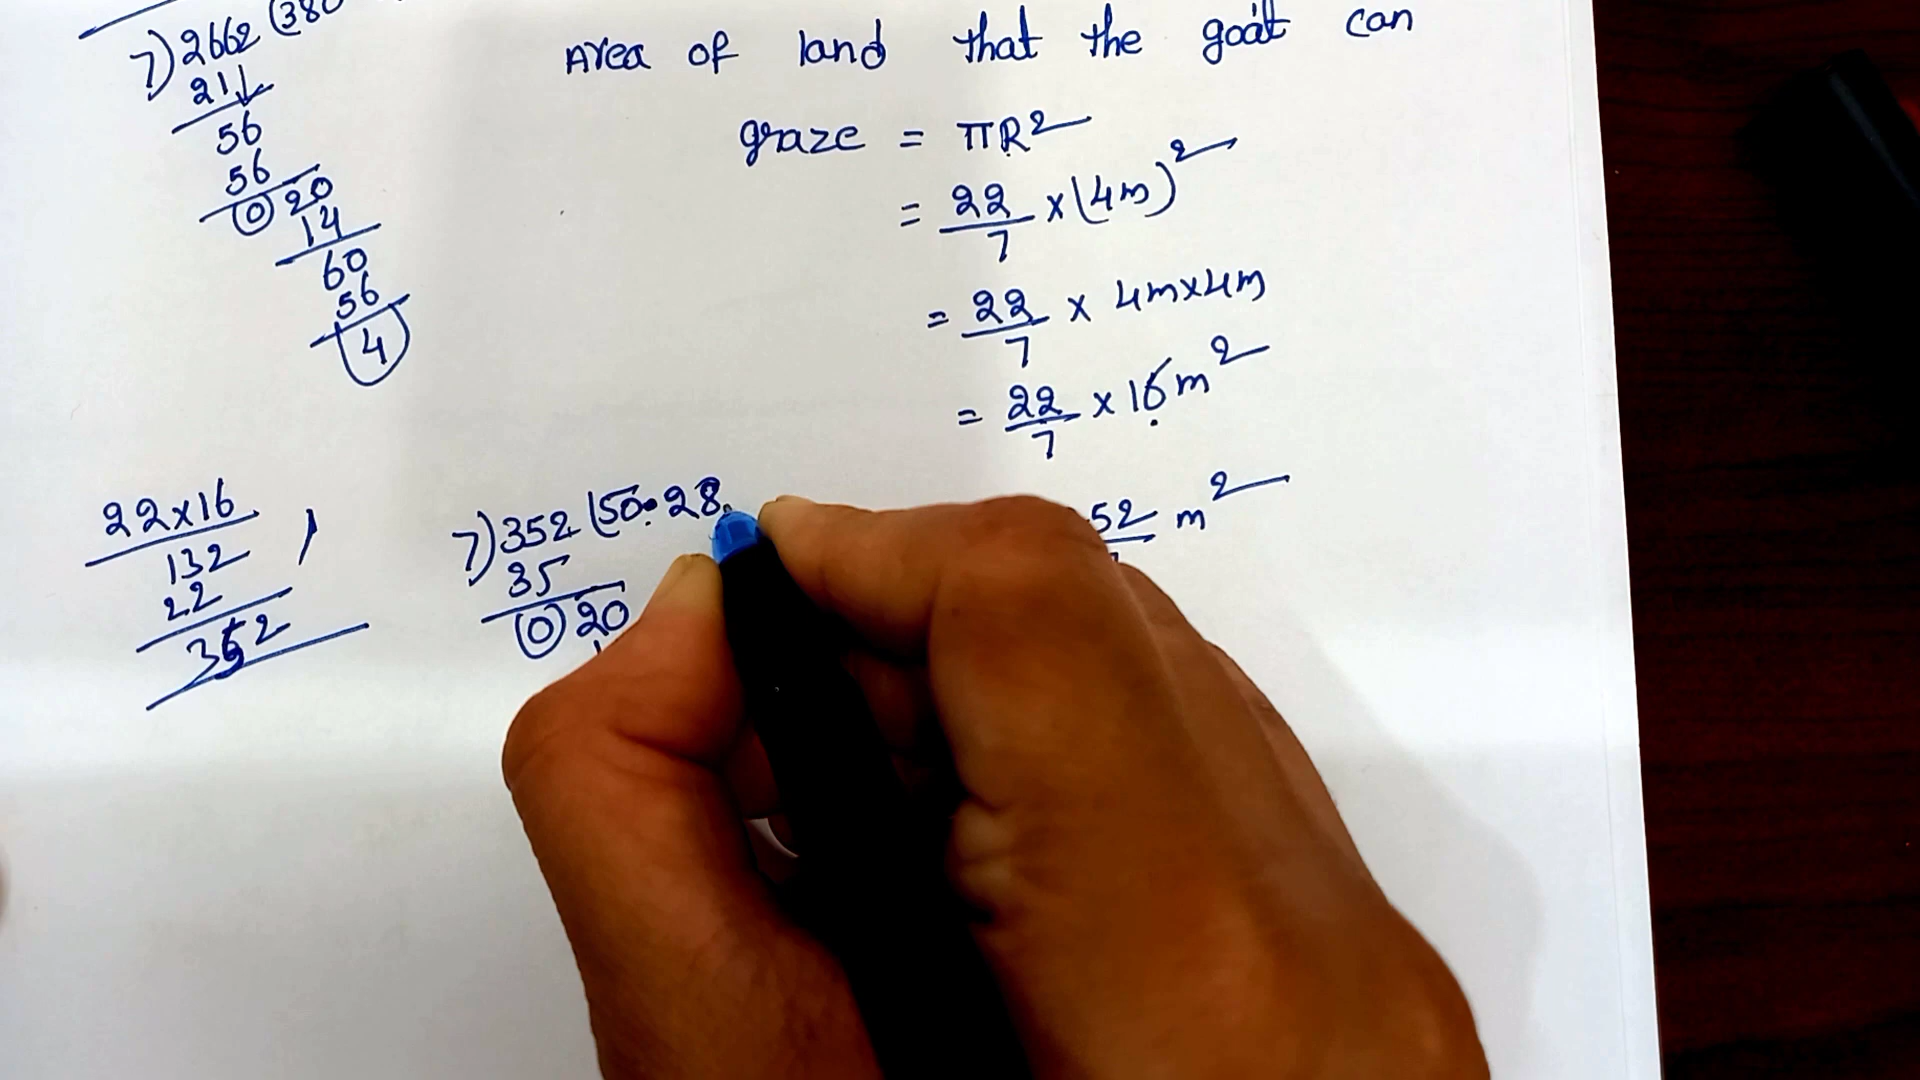 7)2662(380
21
56
56
0 20
14
60
56
4
Area of land that the goat can
graze = πR²
= 22/7 × (4m)²
= 22/7 × 4m×4m
= 22/7 × 16m²
52 m²
22×16
132
22
352
7)352(50.28
35
0 20